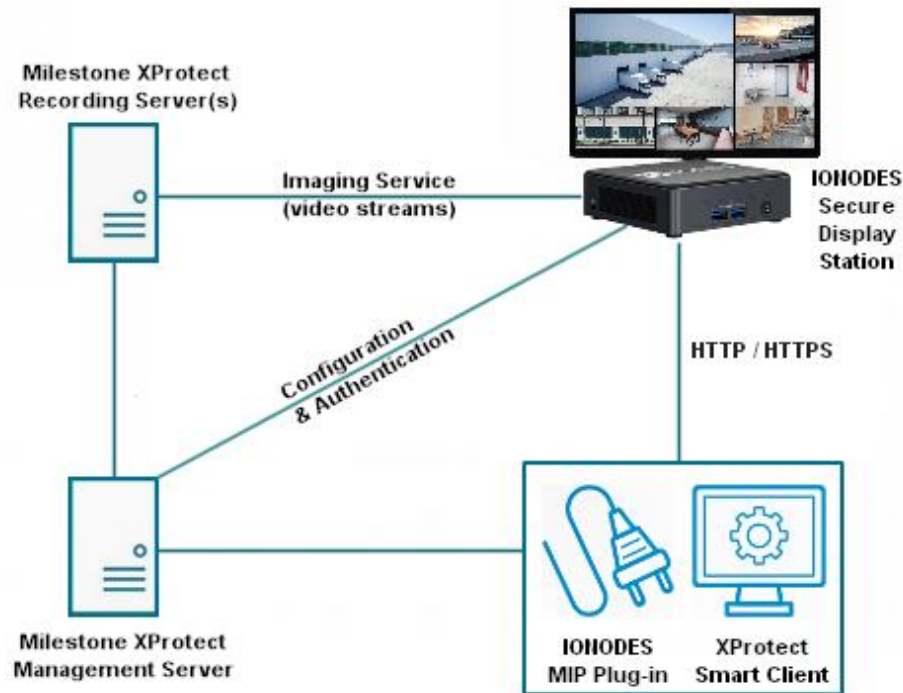 Milestone XProtect
Recording Server(s)
Imaging Service
(video streams)
IONODES
Secure
Display
Station
Configuration
& Authentication
HTTP / HTTPS
Milestone XProtect
Management Server
IONODES
MIP Plug-in
XProtect
Smart Client